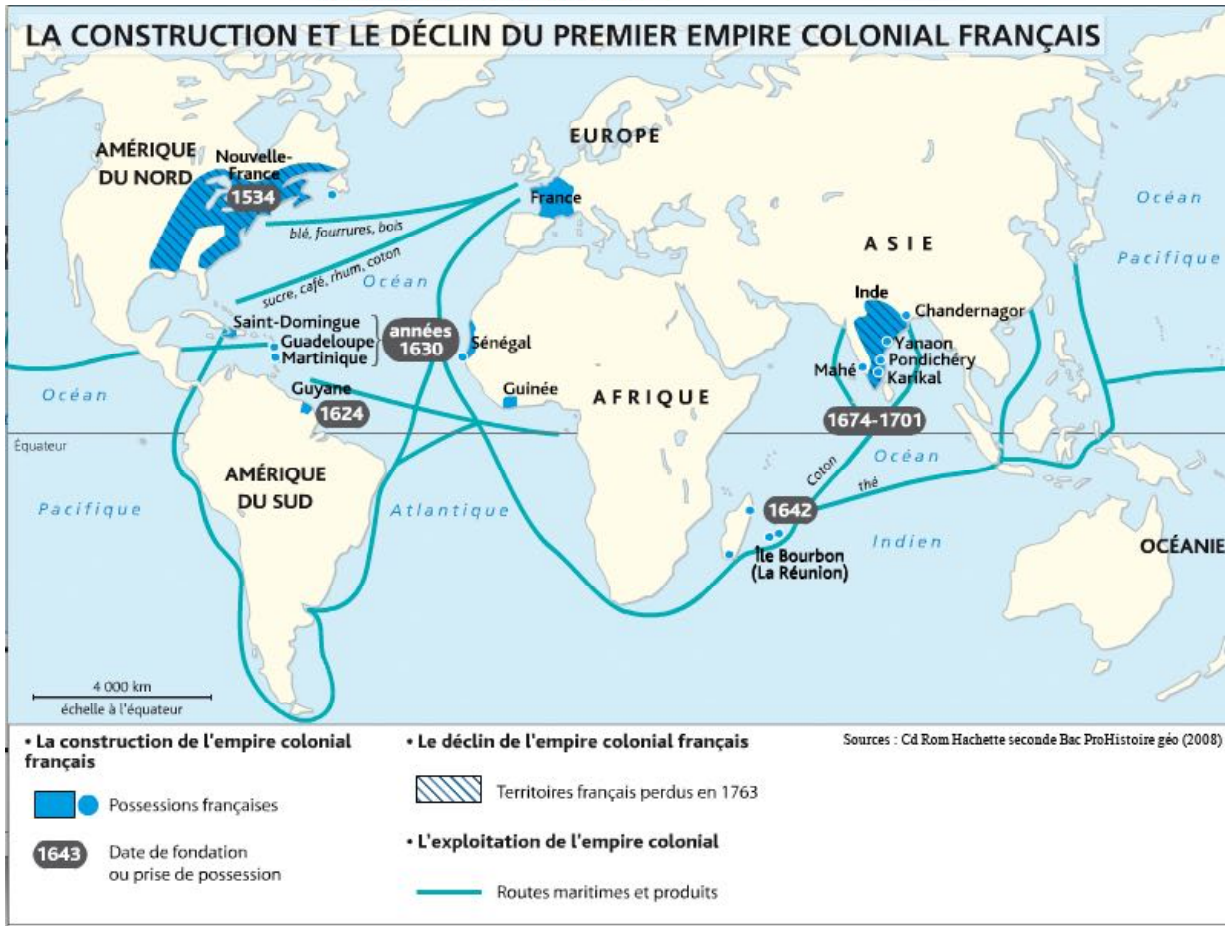 LA CONSTRUCTION ET LE DÉCLIN DU PREMIER EMPIRE COLONIAL FRANÇAIS
AMÉRIQUE
DU NORD
Nouvelle-
France
1534
EUROPE
France
blé, fourrures, bois
sucre, café, rhum, coton
Océan
Atlantique
ASIE
Océan
Pacifique
Inde
Chandernagor
Yanaon
Pondichéry
Karikal
Mahé
1674-1701
Saint-Domingue
Guadeloupe
Martinique
années
1630
Sénégal
Guinée
AFRIQUE
Guyane
1624
Océan
Pacifique
Équateur
AMÉRIQUE
DU SUD
Océan
Indien
Coton
thé
1642
Île Bourbon
(La Réunion)
OCÉANIE
4 000 km
échelle à l'équateur
• La construction de l'empire colonial
français
Possessions françaises
1643
Date de fondation
ou prise de possession
• Le déclin de l'empire colonial français
Territoires français perdus en 1763
• L'exploitation de l'empire colonial
Routes maritimes et produits
Sources : Cd Rom Hachette seconde Bac ProHistoire géo (2008)